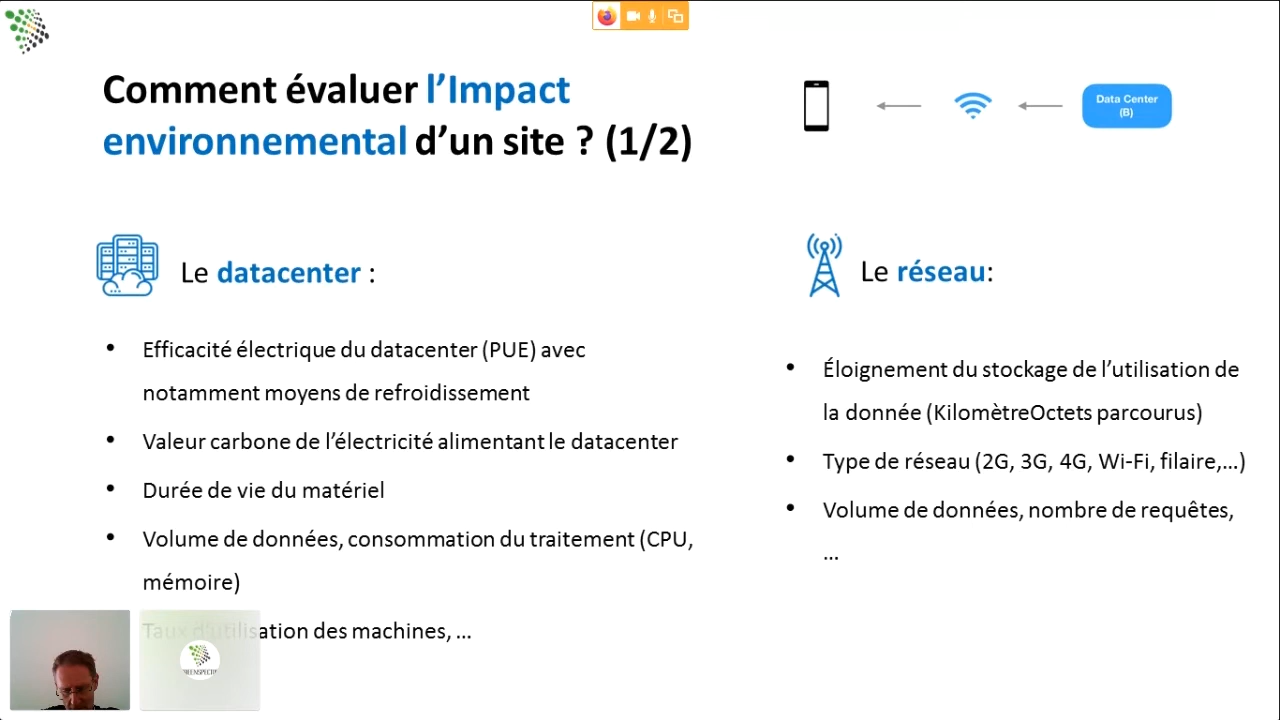 Comment évaluer l’Impact
environnemental d’un site ? (1/2)
Data Center
(B)
Le datacenter :
• Efficacité électrique du datacenter (PUE) avec
notamment moyens de refroidissement
• Valeur carbone de l’électricité alimentant le datacenter
• Durée de vie du matériel
• Volume de données, consommation du traitement (CPU,
mémoire)
Taux d’utilisation des machines, ...
Le réseau:
• Éloignement du stockage de l’utilisation de
la donnée (KilomètreOctets parcourus)
• Type de réseau (2G, 3G, 4G, Wi-Fi, filaire,...)
• Volume de données, nombre de requêtes,
...